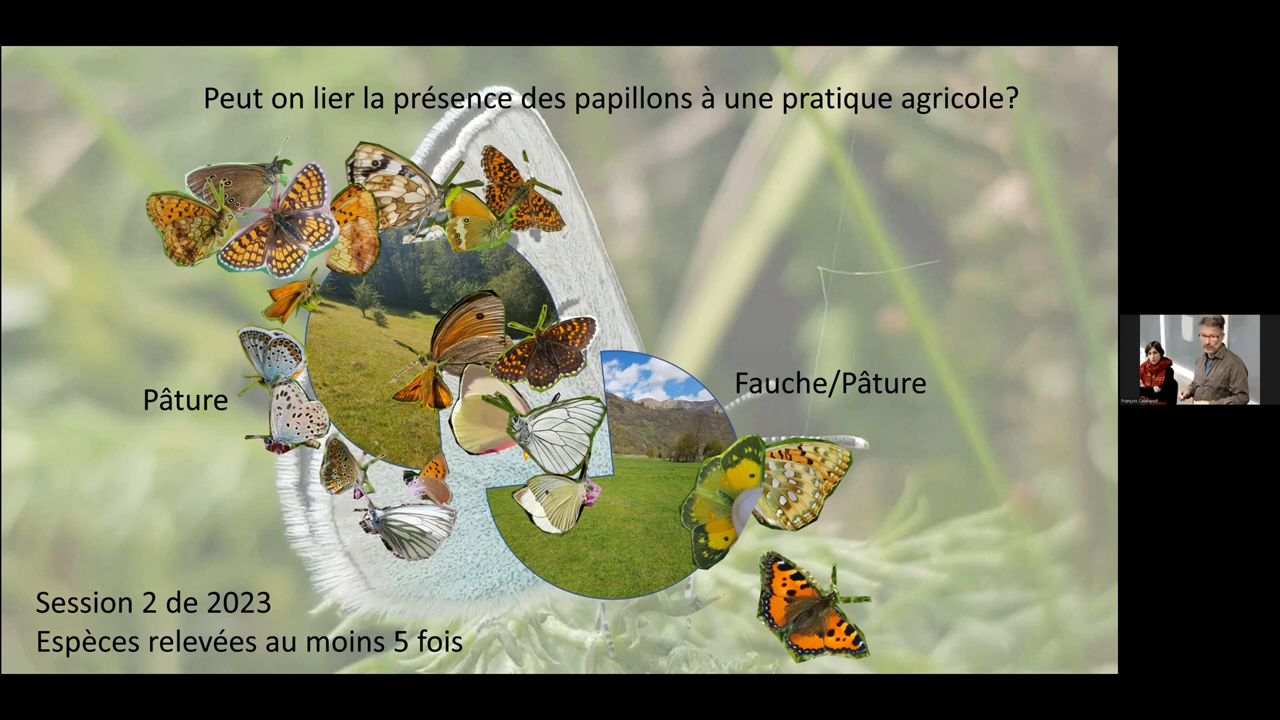 Peut on lier la présence des papillons à une pratique agricole?
Pâture
Fauche/Pâture
Session 2 de 2023
Espèces relevées au moins 5 fois